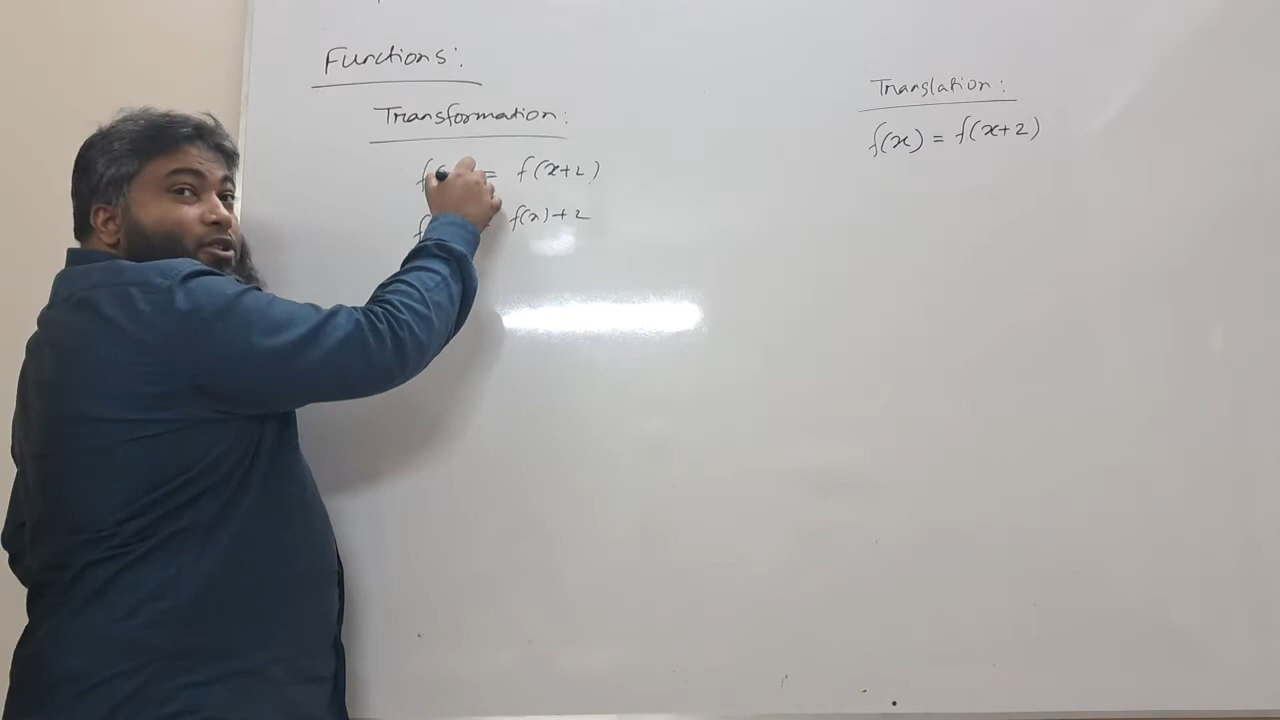 Functions:
Transformation:
= f(x+2)
f(x)+2
Translation:
f(x) = f(x+2)